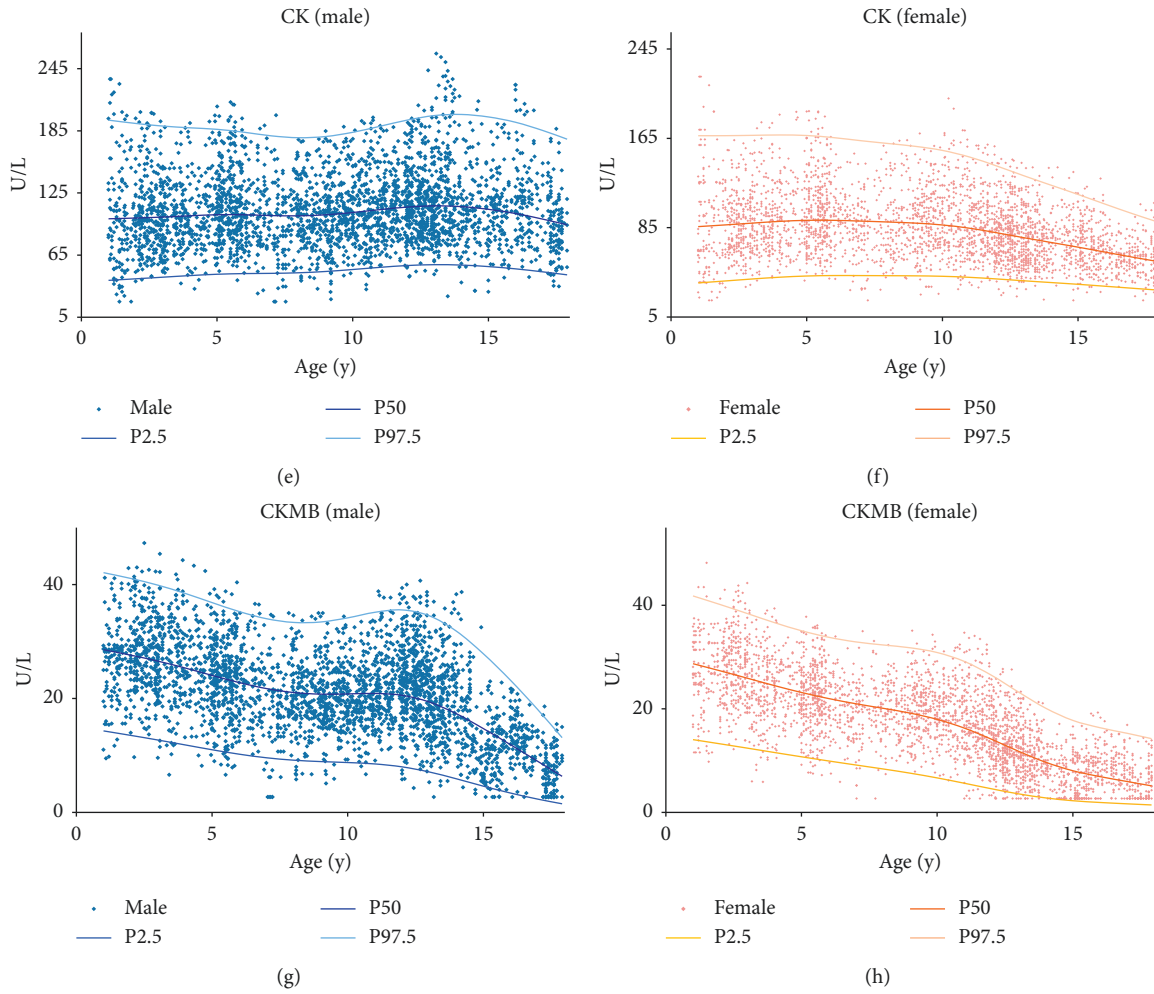 CK (male)
245
185
125
65
5
U/L
0
5
10
15
Age (y)
Male
P50
P2.5
P97.5
(e)
CK (female)
245
165
85
5
U/L
0
5
10
15
Age (y)
Female
P50
P2.5
P97.5
(f)
CKMB (male)
40
20
0
U/L
0
5
10
15
Age (y)
Male
P50
P2.5
P97.5
(g)
CKMB (female)
40
20
0
U/L
0
5
10
15
Age (y)
Female
P50
P2.5
P97.5
(h)